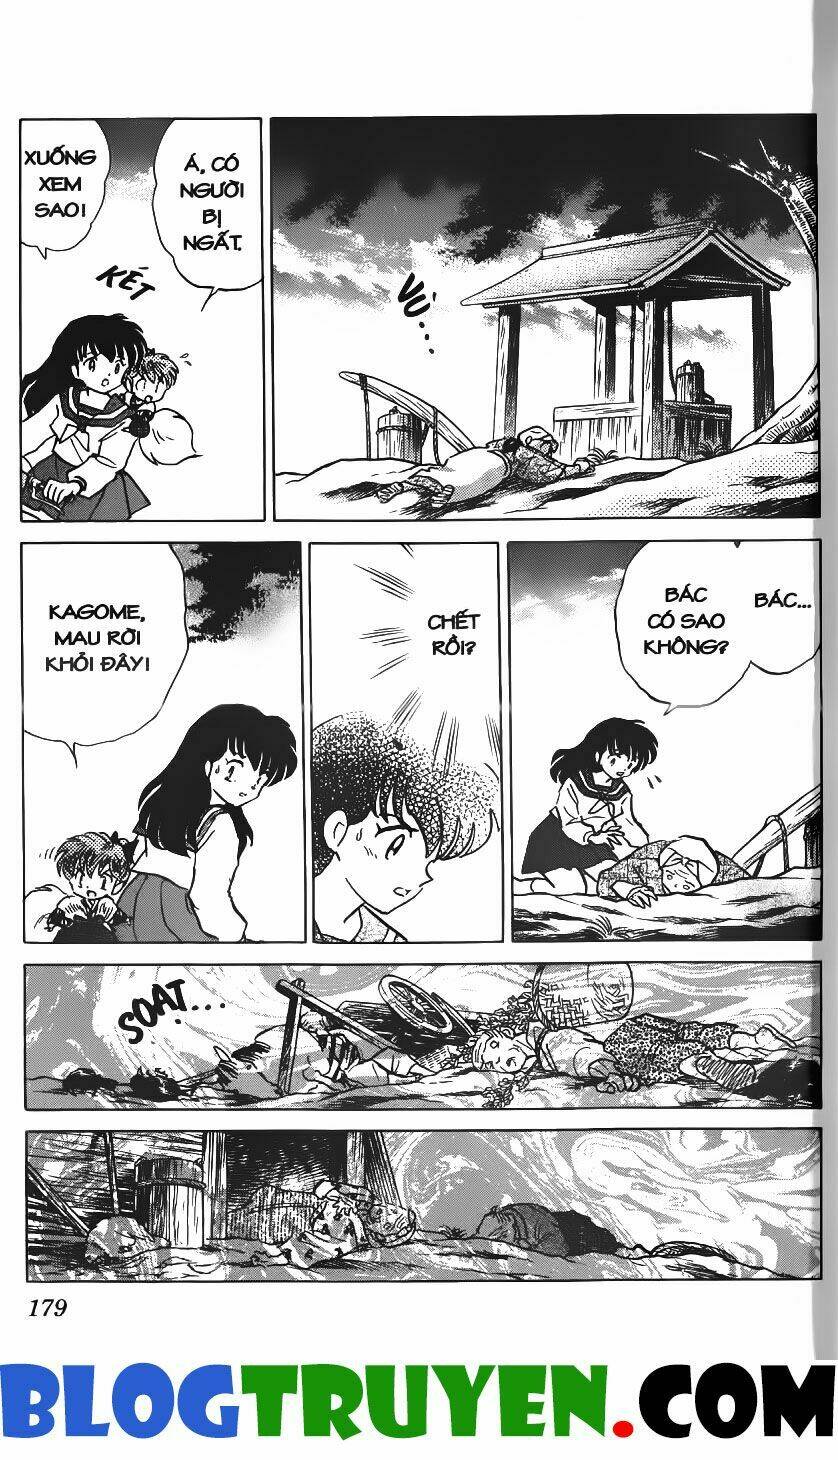 VÙ...
Á, CÓ
NGƯỜI
BỊ
NGẤT.
XUỐNG
XEM
SAO!
KÉT
BÁC...
BÁC
CÓ SAO
KHÔNG?
CHẾT
RỒI?
KAGOME,
MAU RỜI
KHỎI ĐÂY!
SOẠT...
179
BLOGTRUYEN.COM